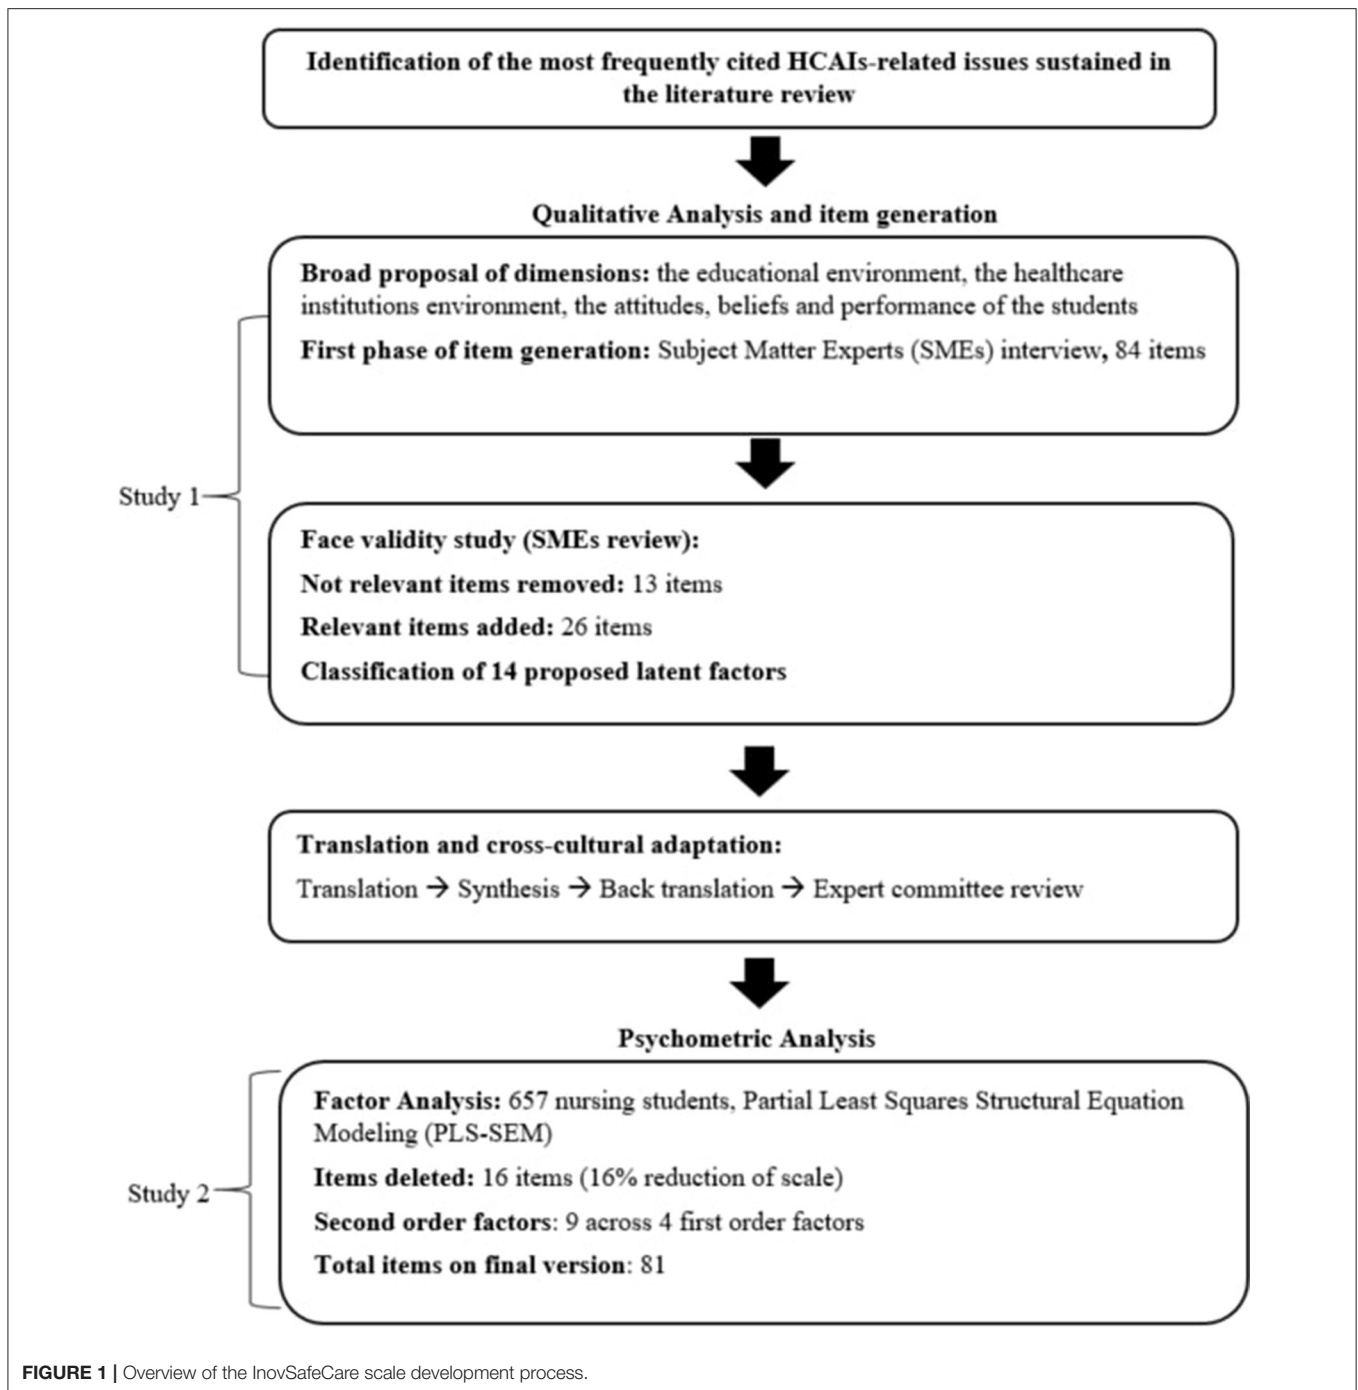 Identification of the most frequently cited HCAIs-related issues sustained in
the literature review
Qualitative Analysis and item generation
Broad proposal of dimensions: the educational environment, the healthcare
institutions environment, the attitudes, beliefs and performance of the students
First phase of item generation: Subject Matter Experts (SMEs) interview, 84 items
Study 1
Face validity study (SMEs review):
Not relevant items removed: 13 items
Relevant items added: 26 items
Classification of 14 proposed latent factors
Translation and cross-cultural adaptation:
Translation → Synthesis → Back translation → Expert committee review
Psychometric Analysis
Factor Analysis: 657 nursing students, Partial Least Squares Structural Equation
Modeling (PLS-SEM)
Items deleted: 16 items (16% reduction of scale)
Study 2
Second order factors: 9 across 4 first order factors
Total items on final version: 81
FIGURE 1 | Overview of the InovSafeCare scale development process.